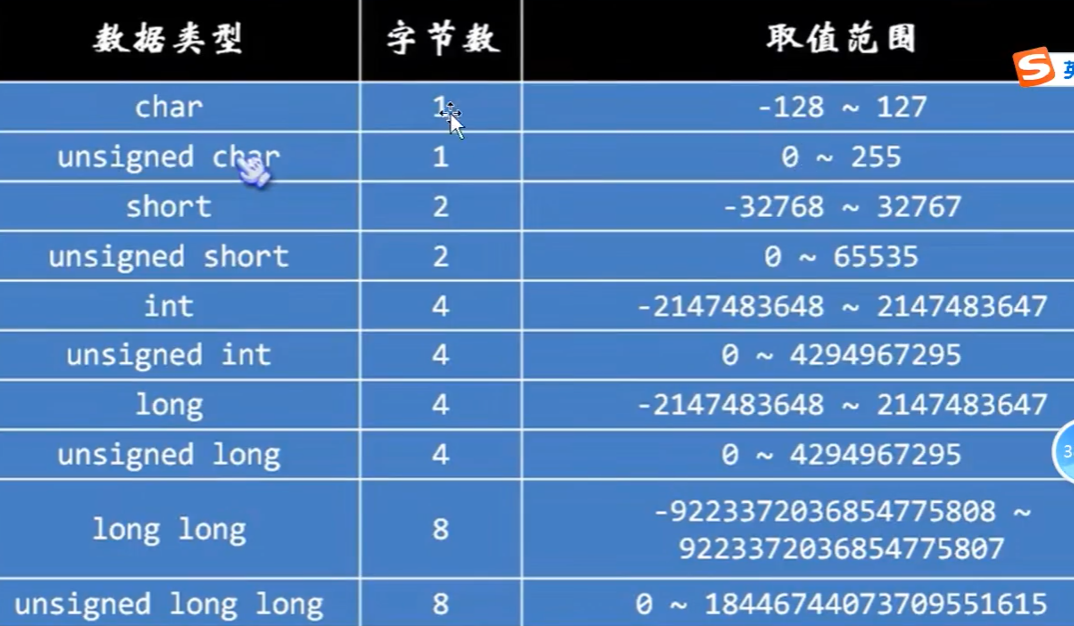 数据类型 字节数 取值范围
char 1 -128 ~ 127
unsigned char 1 0 ~ 255
short 2 -32768 ~ 32767
unsigned short 2 0 ~ 65535
int 4 -2147483648 ~ 2147483647
unsigned int 4 0 ~ 4294967295
long 4 -2147483648 ~ 2147483647
unsigned long 4 0 ~ 4294967295
long long 8 -9223372036854775808 ~
9223372036854775807
unsigned long long 8 0 ~ 18446744073709551615
S 英
3